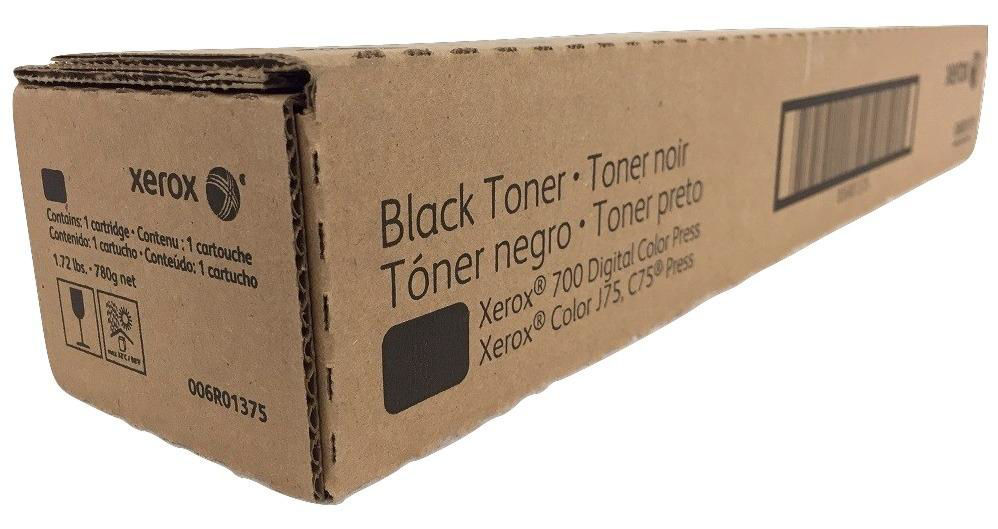 xerox
Contains: 1 cartridge • Contenu : 1 cartouche
Contenido: 1 cartucho • Conteúdo: 1 cartucho
1.72 lbs. • 780g net
006R01375
Black Toner • Toner noir
Tóner negro • Toner preto
Xerox® 700 Digital Color Press
Xerox® Color J75, C75® Press
xerox